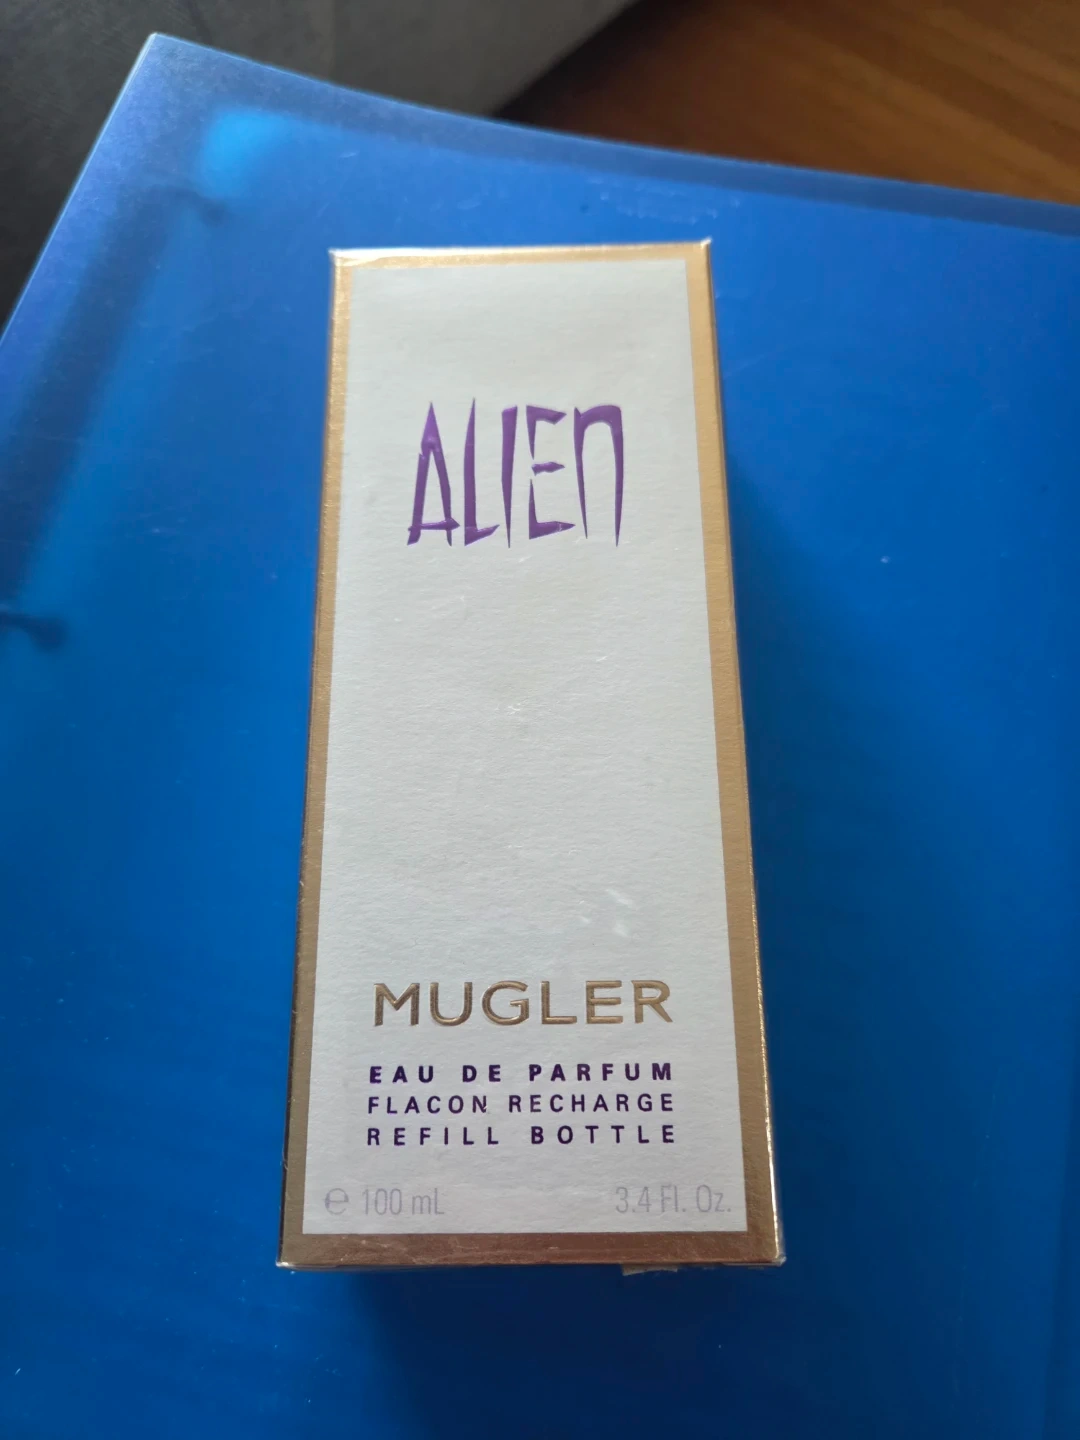 ALIEN
MUGLER
EAU DE PARFUM
FLACON RECHARGE
REFILL BOTTLE
℮ 100 mL 3.4 Fl. Oz.